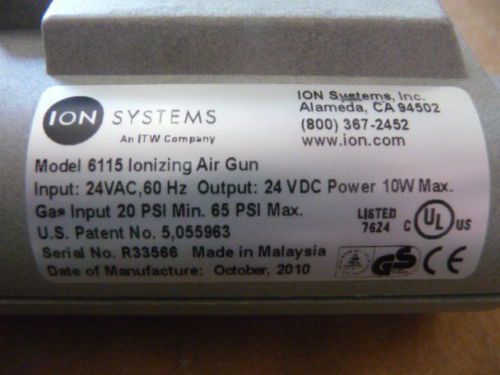 ION SYSTEMS
An ITW Company
ION Systems, Inc.
Alameda, CA 94502
(800) 367-2452
www.ion.com
Model 6115 Ionizing Air Gun
Input: 24VAC, 60 Hz Output: 24 VDC Power 10W Max.
Gas Input 20 PSI Min. 65 PSI Max.
U.S. Patent No. 5,055963
LISTED
7624
C UL US
Serial No. R33566 Made in Malaysia
Date of Manufacture: October, 2010
GS CE